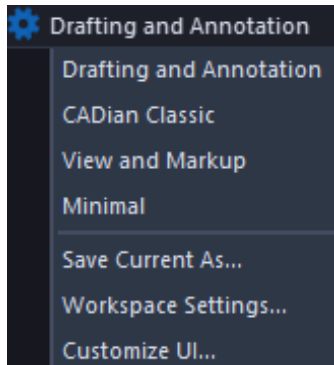 Drafting and Annotation
Drafting and Annotation
CADian Classic
View and Markup
Minimal
Save Current As...
Workspace Settings...
Customize UI...